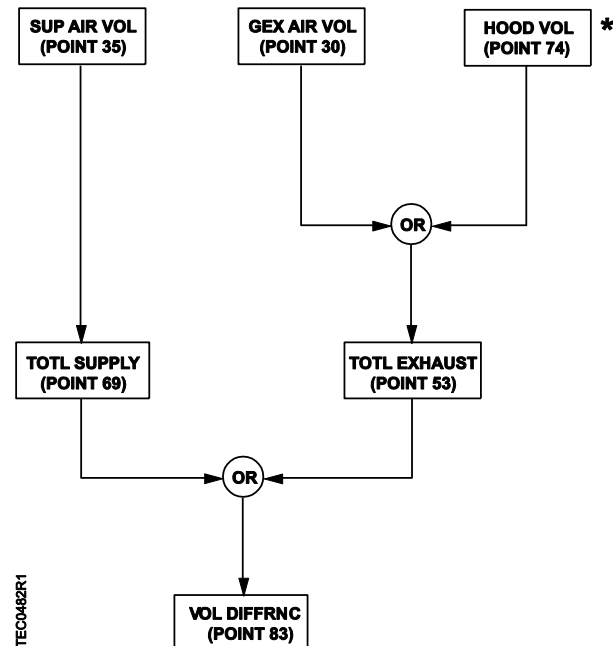 SUP AIR VOL
(POINT 35)
GEX AIR VOL
(POINT 30)
HOOD VOL
(POINT 74)
*
OR
TOTL SUPPLY
(POINT 69)
TOTL EXHAUST
(POINT 53)
OR
VOL DIFFRNC
(POINT 83)
TEC0482R1